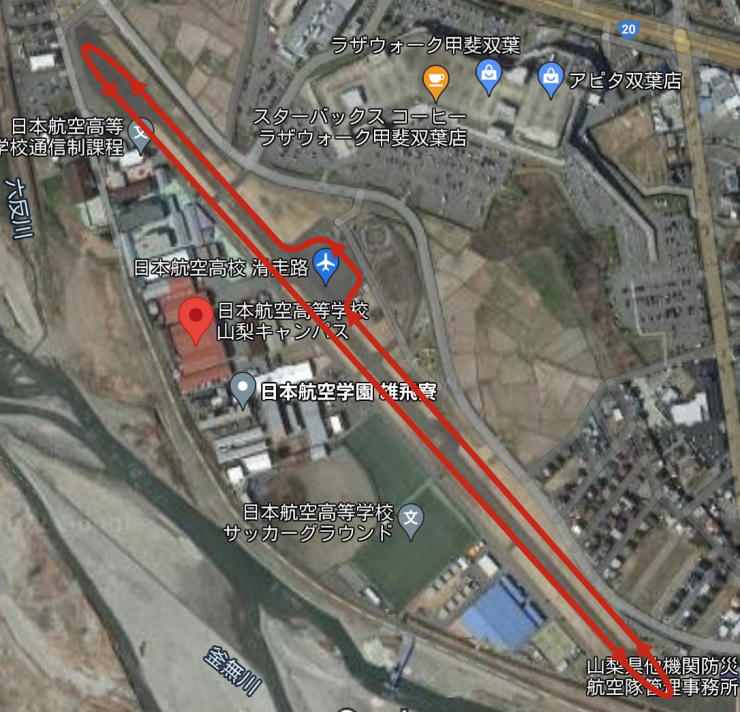 20
ラザウォーク甲斐双葉
アピタ双葉店
スターバックス コーヒー
ラザウォーク甲斐双葉店
日本航空高等
学校通信制課程
六反川
日本航空高校 滑走路
日本航空高等学校
山梨キャンパス
日本航空学園 雄飛寮
日本航空高等学校
サッカーグラウンド
文
文
釜無川
山梨県他機関防災
航空隊管理事務所